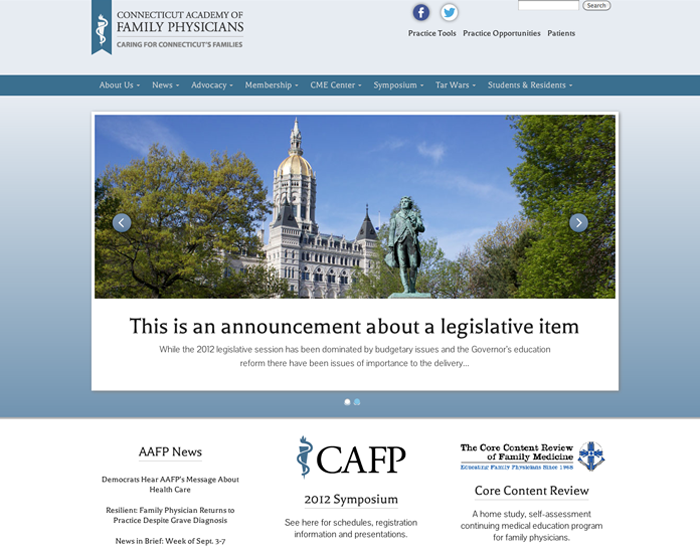 CONNECTICUT ACADEMY OF
FAMILY PHYSICIANS
CARING FOR CONNECTICUT'S FAMILIES
Search
Practice Tools Practice Opportunities Patients
About Us News Advocacy Membership CME Center Symposium Tar Wars Students & Residents
This is an announcement about a legislative item
While the 2012 legislative session has been dominated by budgetary issues and the Governor's education
reform there have been issues of importance to the delivery...
AAFP News
Democrats Hear AAFP's Message About
Health Care
Resilient: Family Physician Returns to
Practice Despite Grave Diagnosis
News in Brief: Week of Sept. 3-7
CAFP
2012 Symposium
See here for schedules, registration
information and presentations.
The Core Content Review
of Family Medicine
Educating Family Physicians Since 1968
Core Content Review
A home study, self-assessment
continuing medical education program
for family physicians.